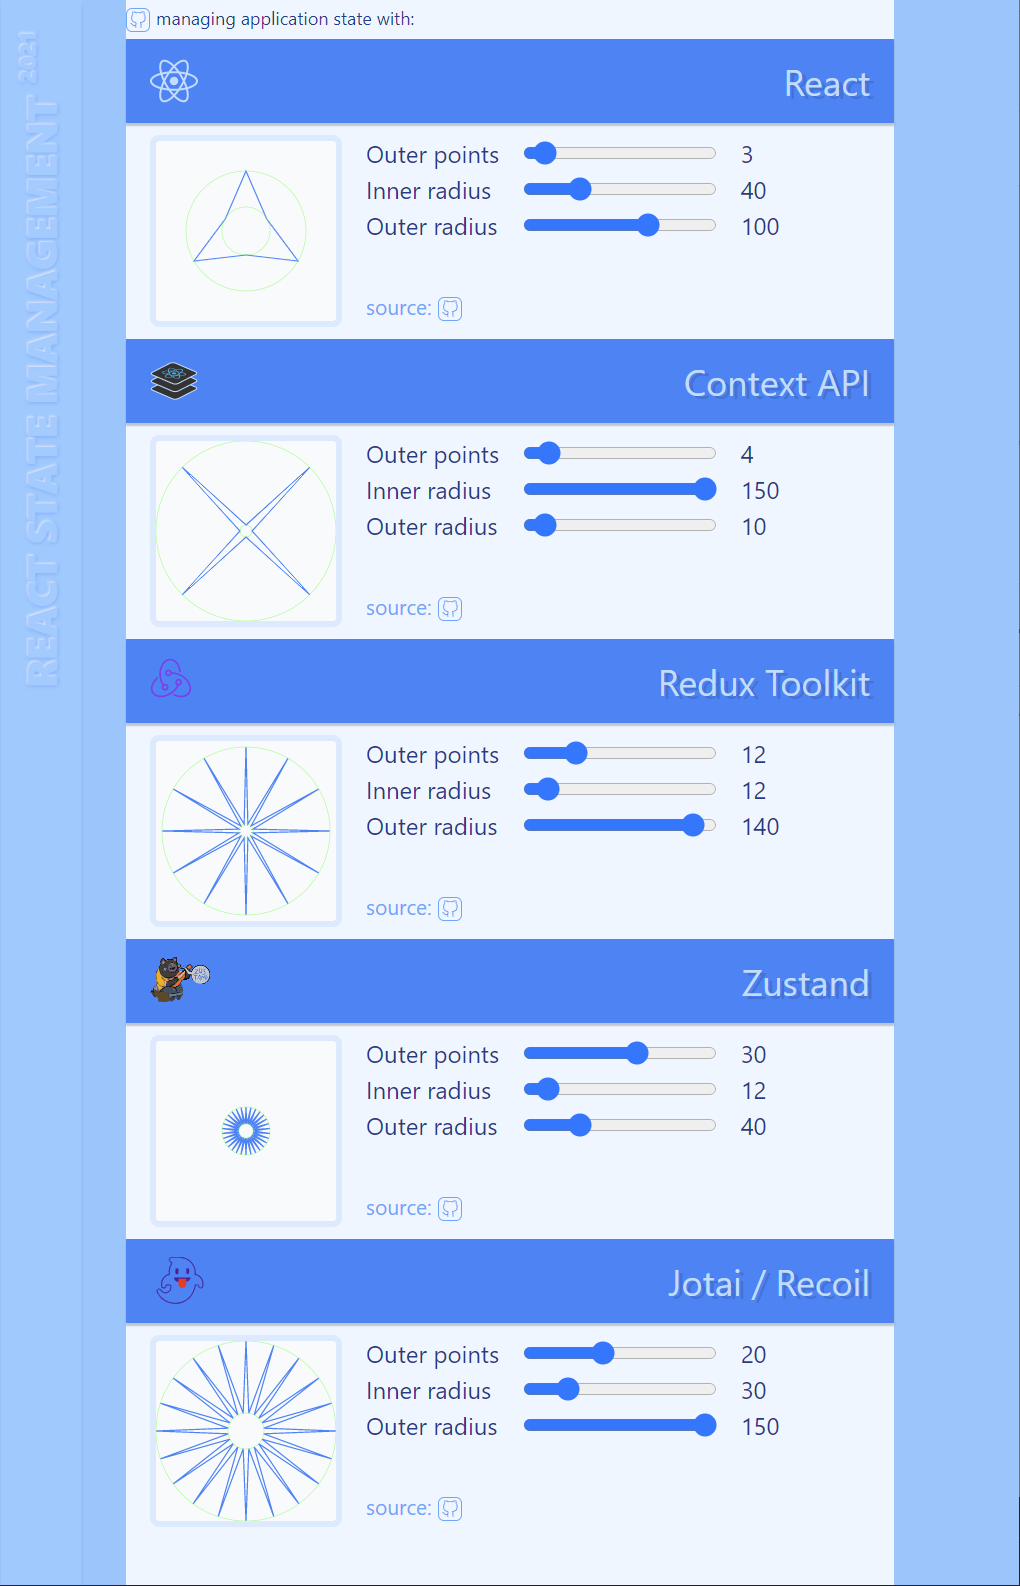 REACT STATE MANAGEMENT 2021
managing application state with:
React
Outer points 3
Inner radius 40
Outer radius 100
source:
Context API
Outer points 4
Inner radius 150
Outer radius 10
source:
Redux Toolkit
Outer points 12
Inner radius 12
Outer radius 140
source:
Zustand
Outer points 30
Inner radius 12
Outer radius 40
source:
Jotai / Recoil
Outer points 20
Inner radius 30
Outer radius 150
source: